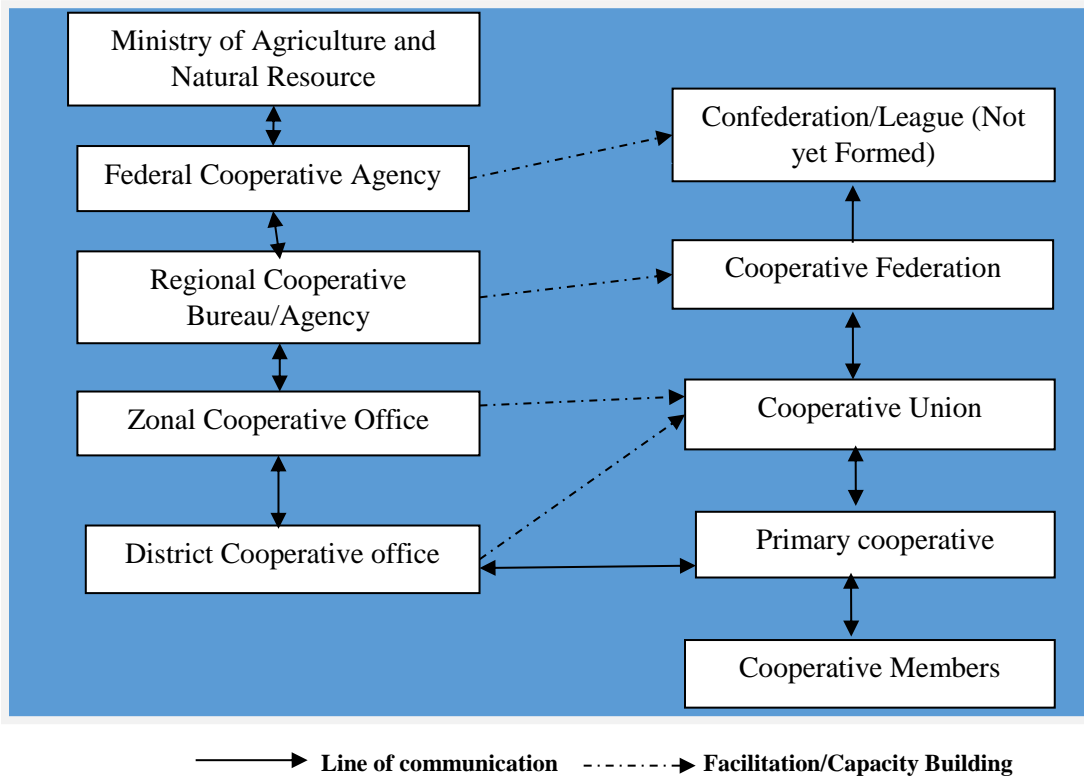 Ministry of Agriculture and
Natural Resource
Federal Cooperative Agency
Regional Cooperative
Bureau/Agency
Zonal Cooperative Office
District Cooperative office
Confederation/League (Not
yet Formed)
Cooperative Federation
Cooperative Union
Primary cooperative
Cooperative Members
Line of communication
Facilitation/Capacity Building